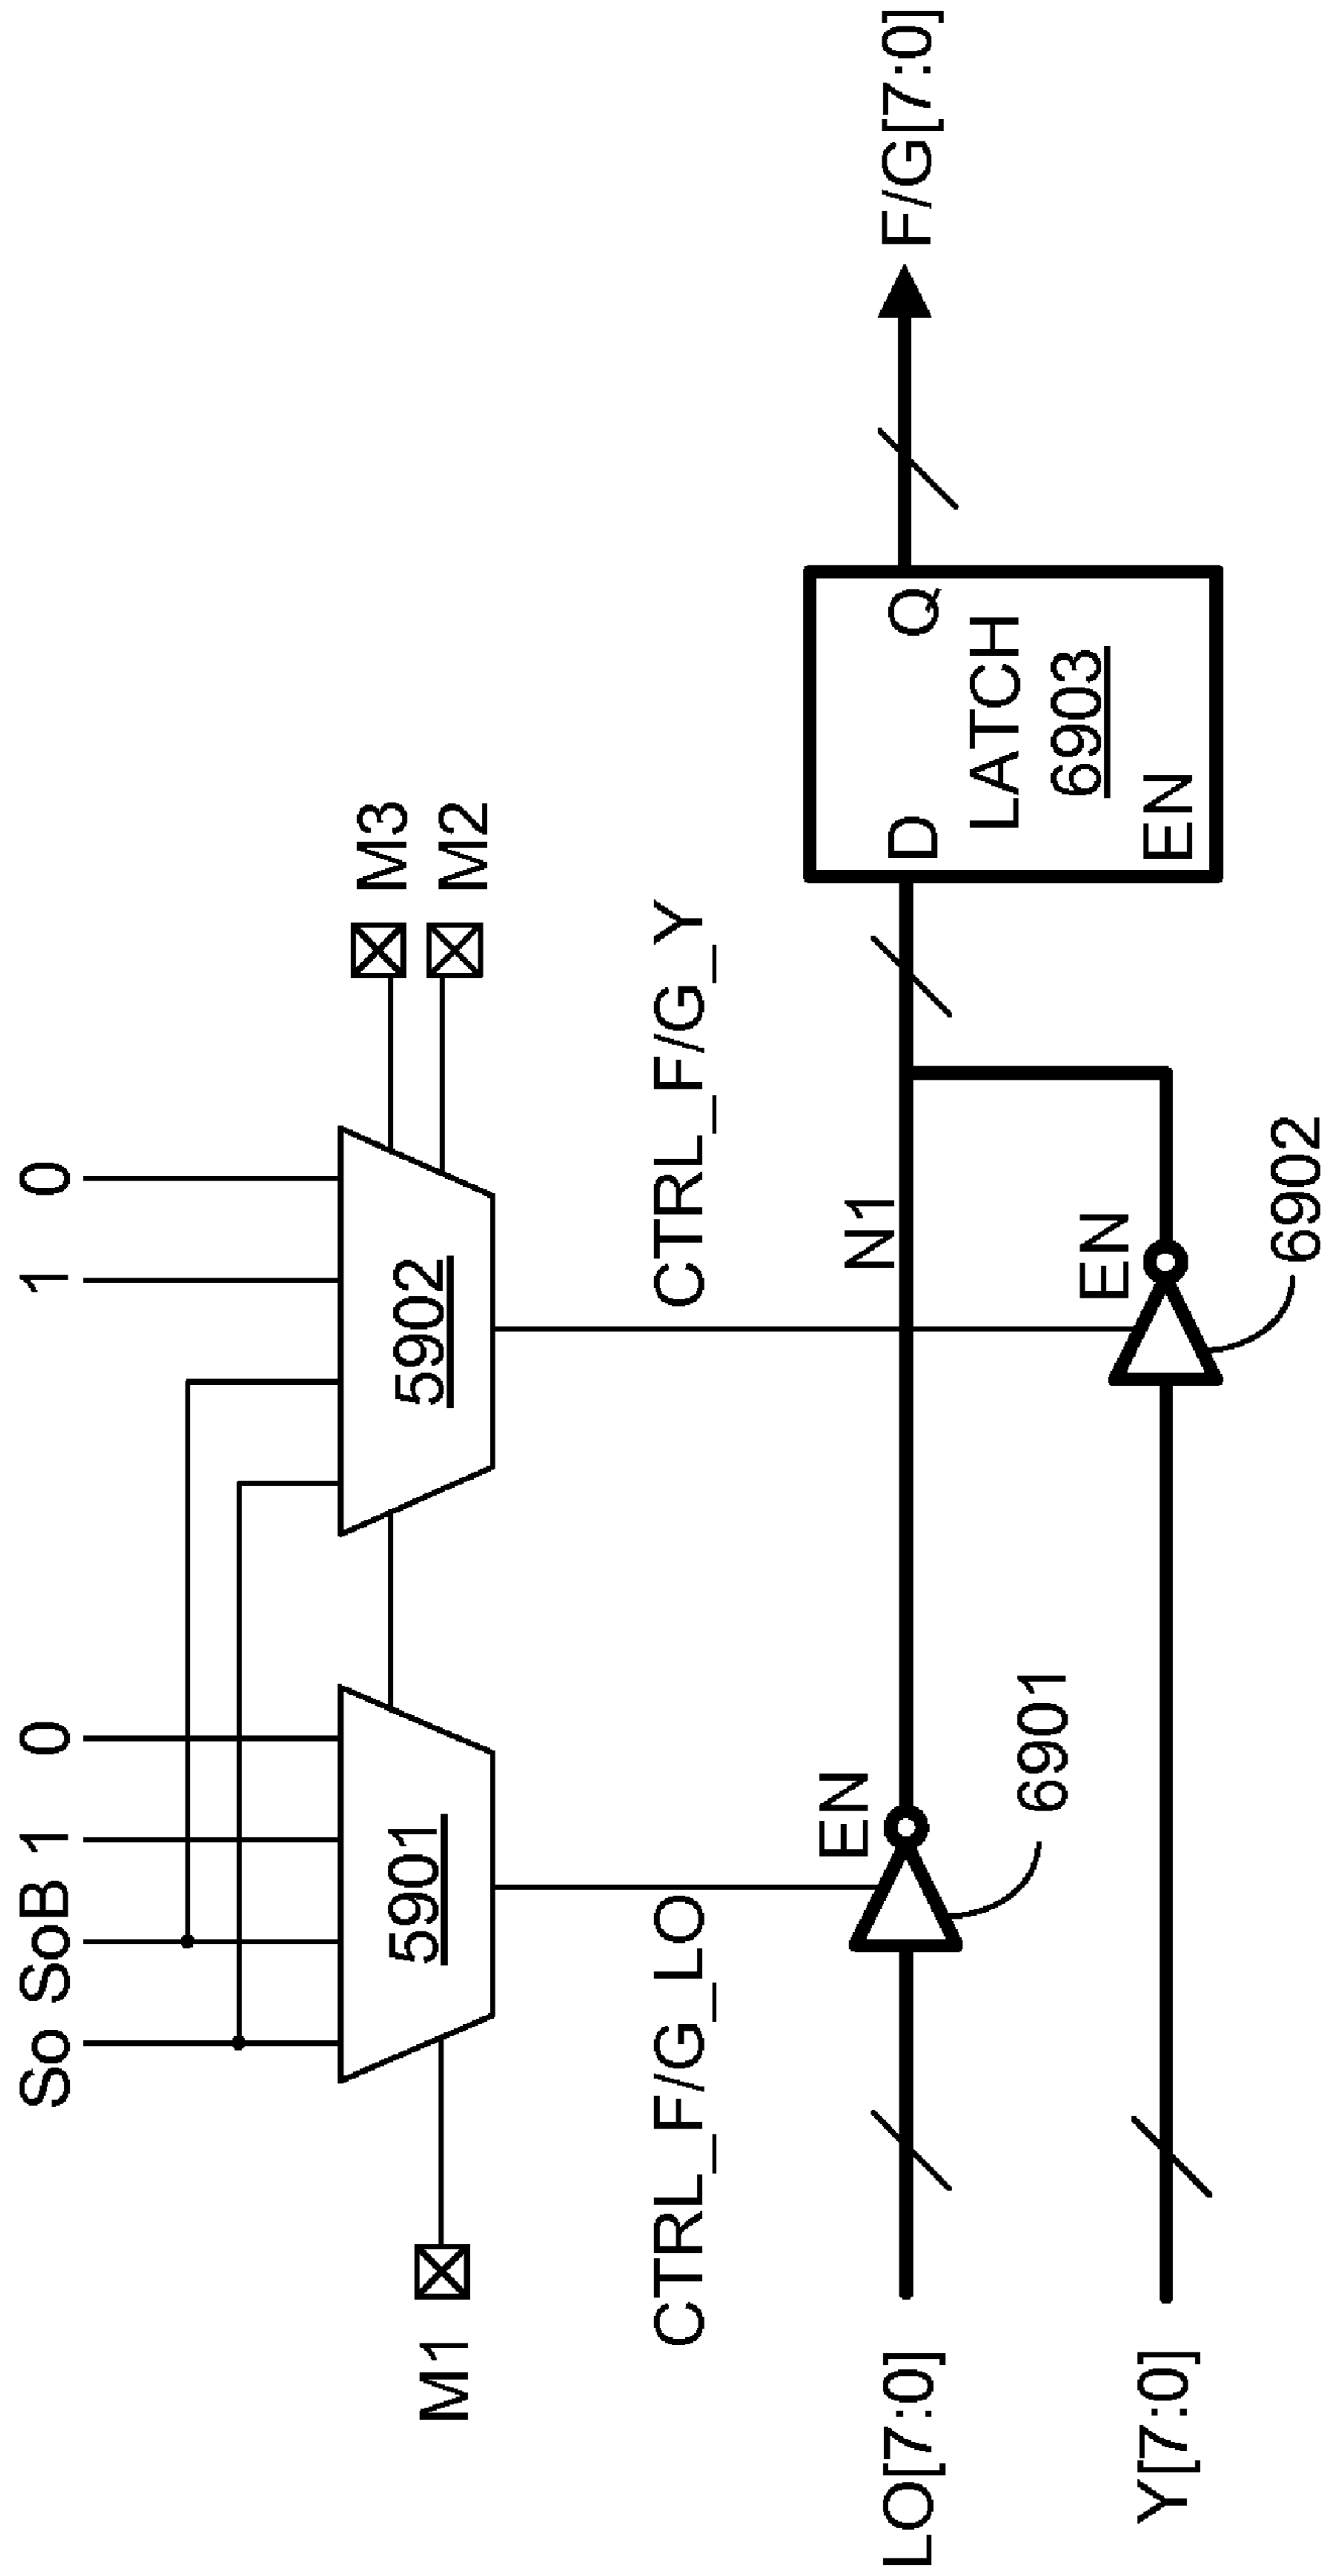 So SoB 1 0
1 0
5901
5902
M3
M2
M1
CTRL_F/G_LO
CTRL_F/G_Y
EN
N1
LO[7:0]
D Q
F/G[7:0]
LATCH
6903
EN
6901
EN
Y[7:0]
6902